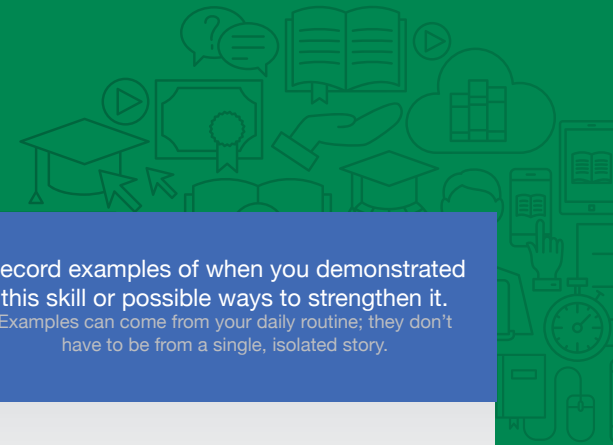 ecord examples of when you demonstrated
this skill or possible ways to strengthen it.
Examples can come from your daily routine; they don't
have to be from a single, isolated story.